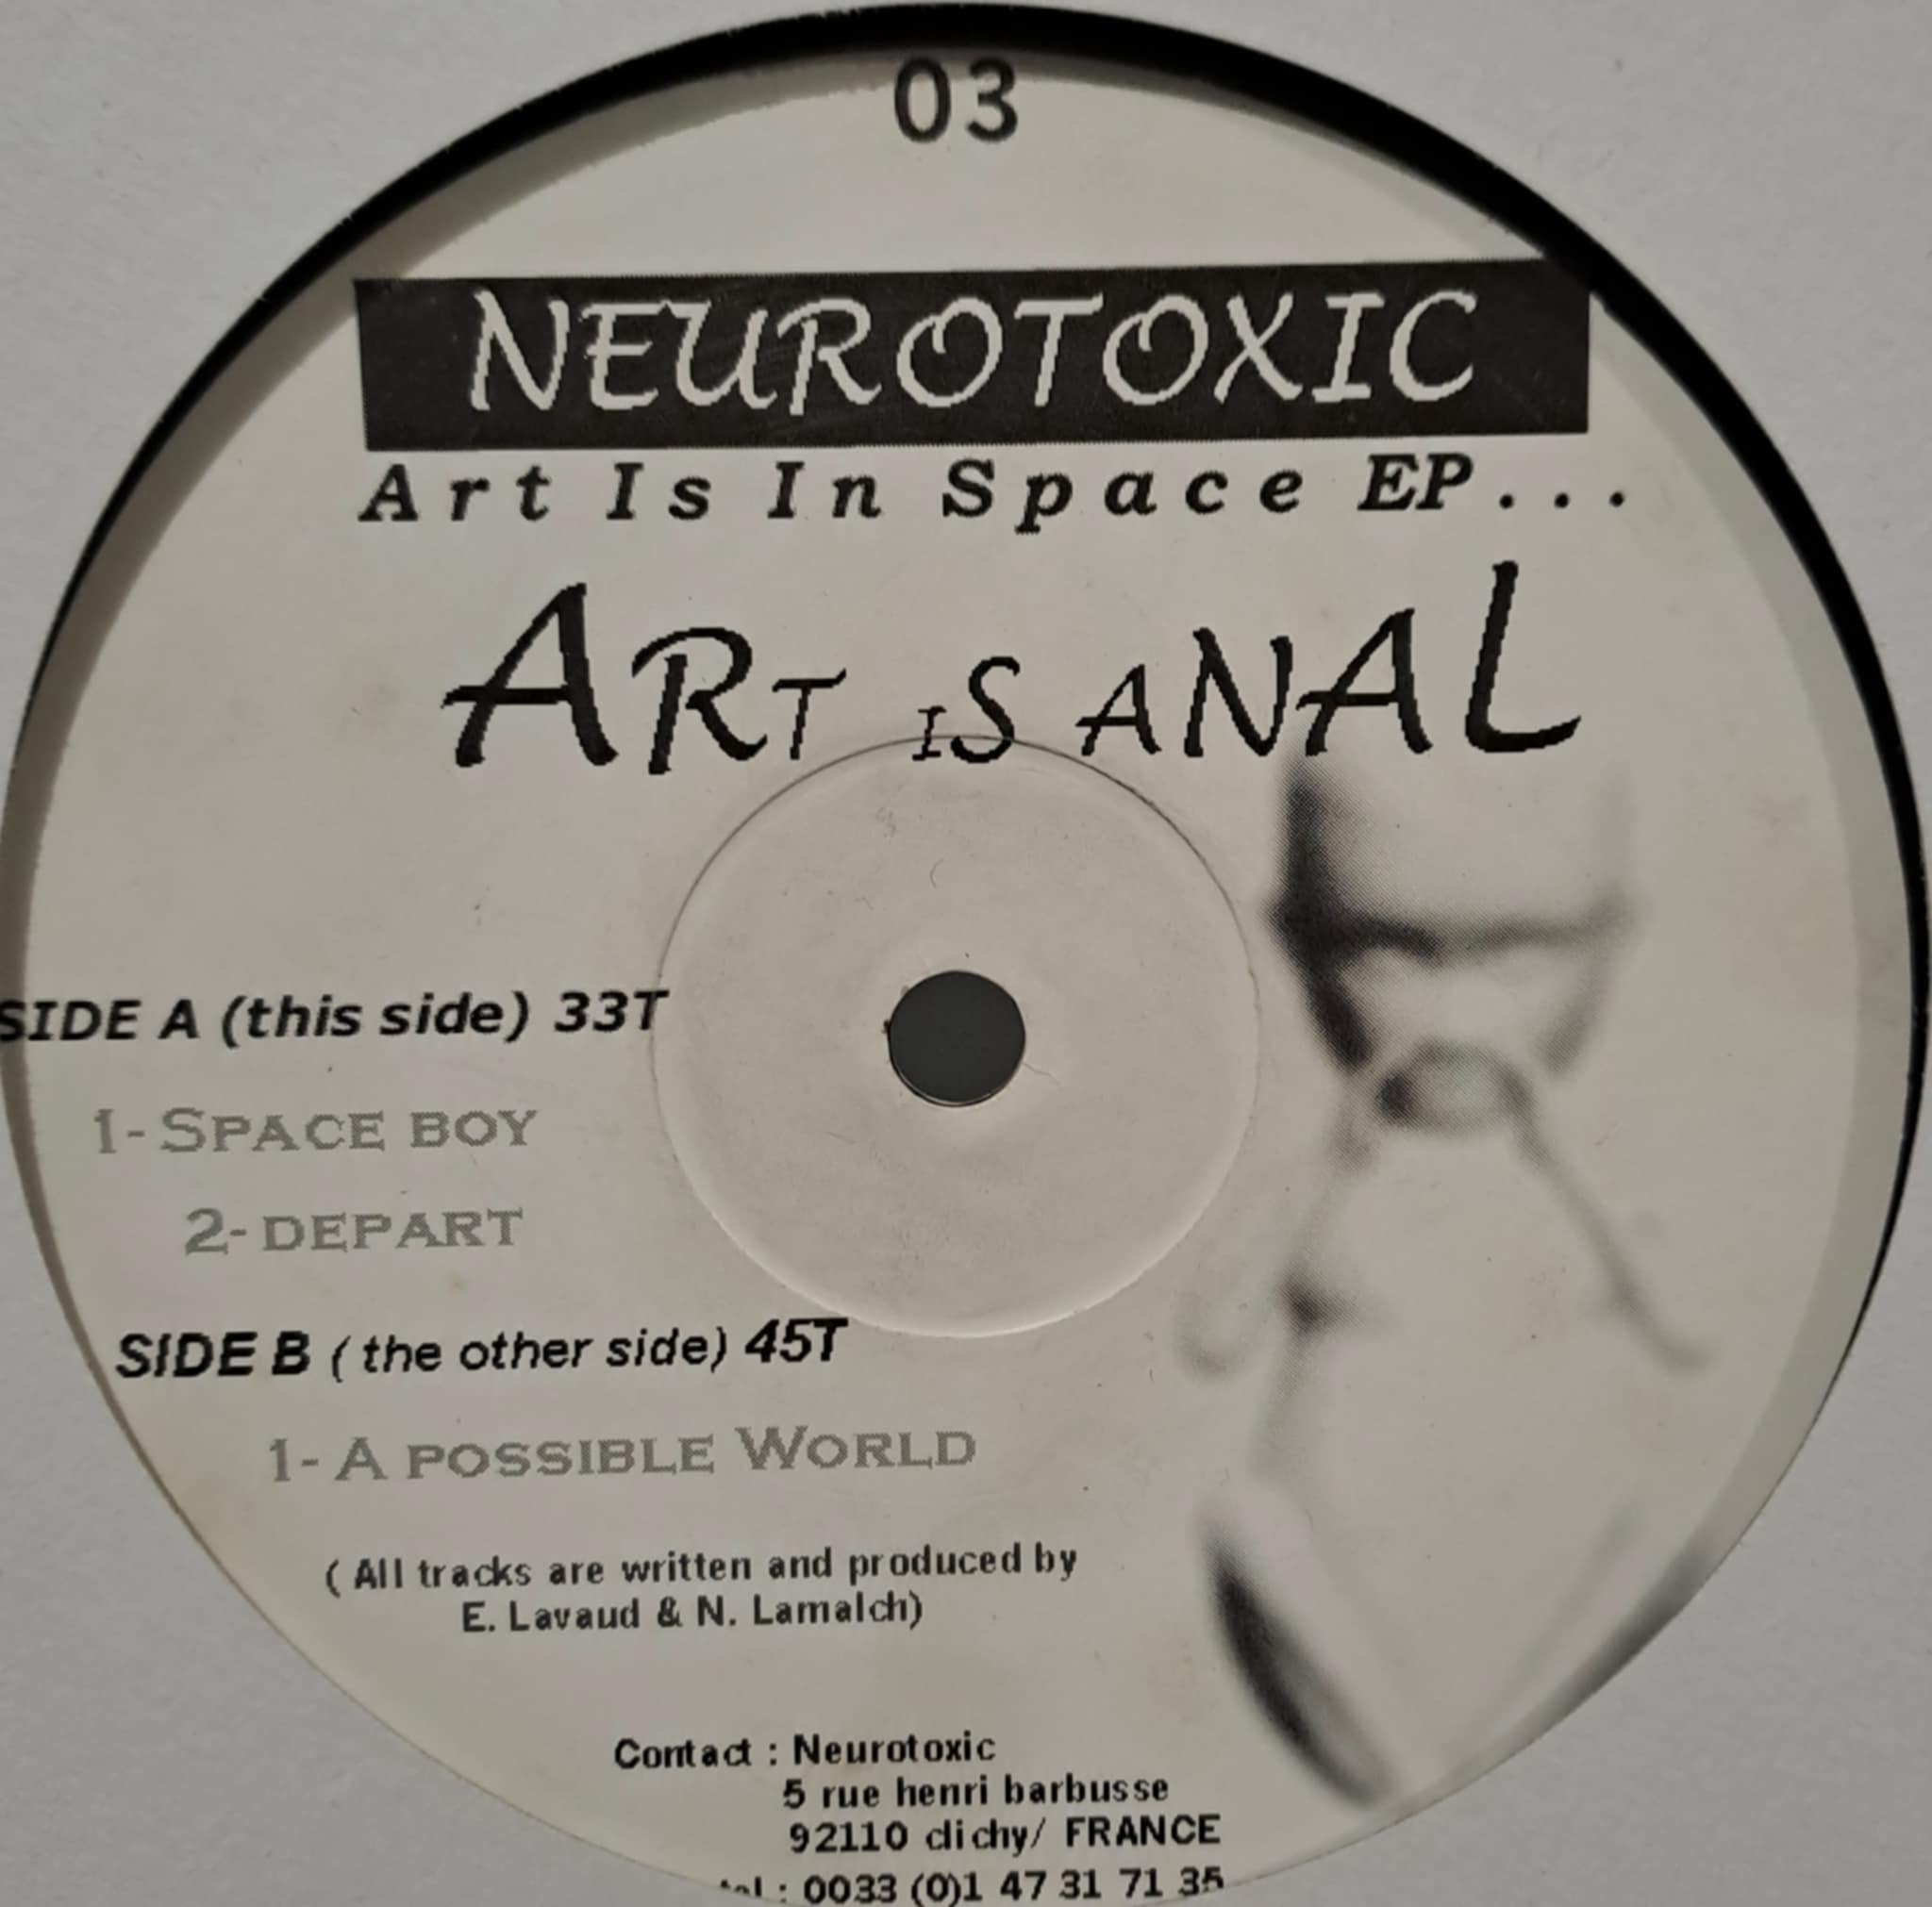 03
NEUROTOXIC
Art Is In Space EP...
ART IS ANAL
SIDE A (this side) 33T
1- SPACE BOY
2- DEPART
SIDE B ( the other side) 45T
1- A POSSIBLE WORLD
( All tracks are written and produced by
E. Lavaud & N. Lamalch)
Contact : Neurotoxic
5 rue henri barbusse
92110 clichy/ FRANCE
tel : 0033 (0)1 47 31 71 35